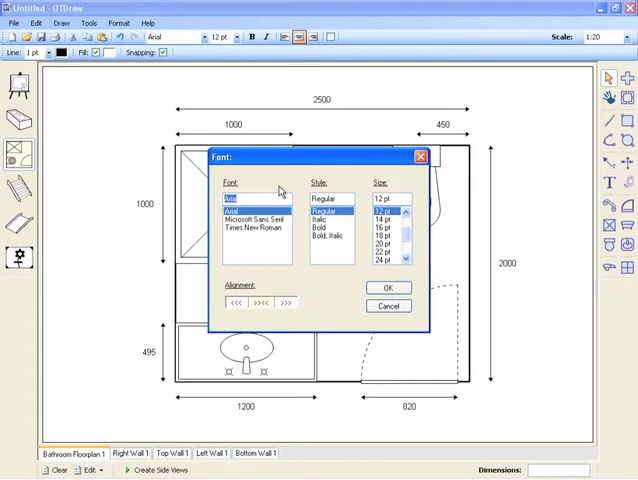 Untitled - OTDraw
File Edit Draw Tools Format Help
Arial 12 pt B I Scale: 1:20
Line: 1 pt Fill: Snapping:
2500
1000 450
Font:
Font: Style: Size:
Arial Regular 12 pt
Arial Regular 12 pt
Microsoft Sans Serif Italic 14 pt
Times New Roman Bold 16 pt
Bold, Italic 18 pt
20 pt
22 pt
24 pt
Alignment:
<<< >><< >>>
OK
Cancel
1000
2000
495
1200 820
Bathroom Floorplan 1 Right Wall 1 Top Wall 1 Left Wall 1 Bottom Wall 1
Clear Edit Create Side Views Dimensions:
T